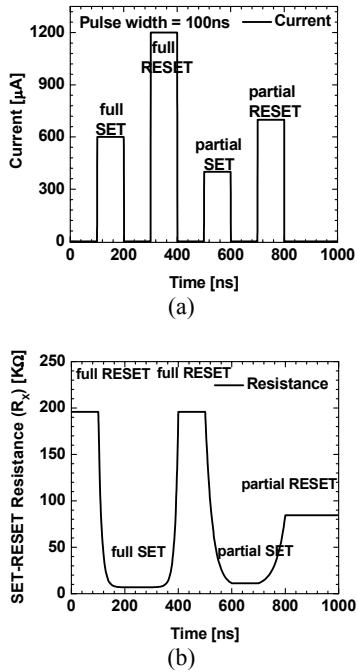 Pulse width = 100ns
Current
full
RESET
full
SET
partial
RESET
partial
SET
1200
900
600
300
0
Current [µA]
0 200 400 600 800 1000
Time [ns]
(a)
full RESET full RESET
Resistance
partial RESET
full SET
partial SET
250
200
150
100
50
0
SET-RESET Resistance (Rx) [KΩ]
0 200 400 600 800 1000
Time [ns]
(b)